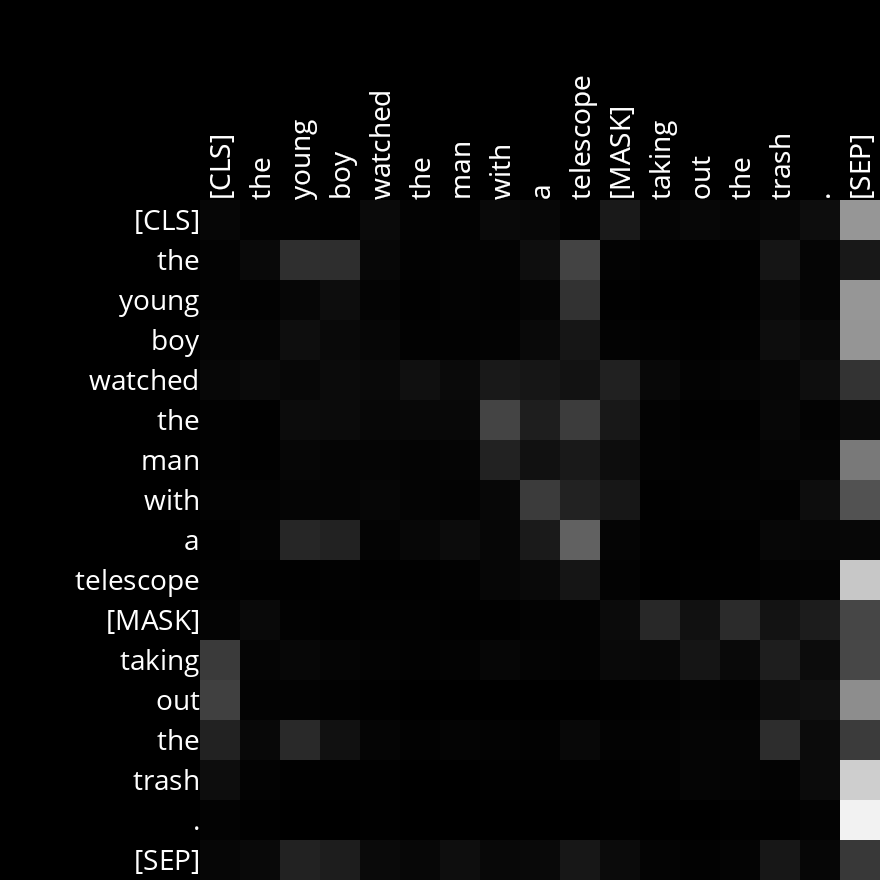 [CLS] the young boy watched the man with a telescope [MASK] taking out the trash . [SEP]
[CLS]
the
young
boy
watched
the
man
with
a
telescope
[MASK]
taking
out
the
trash
.
[SEP]